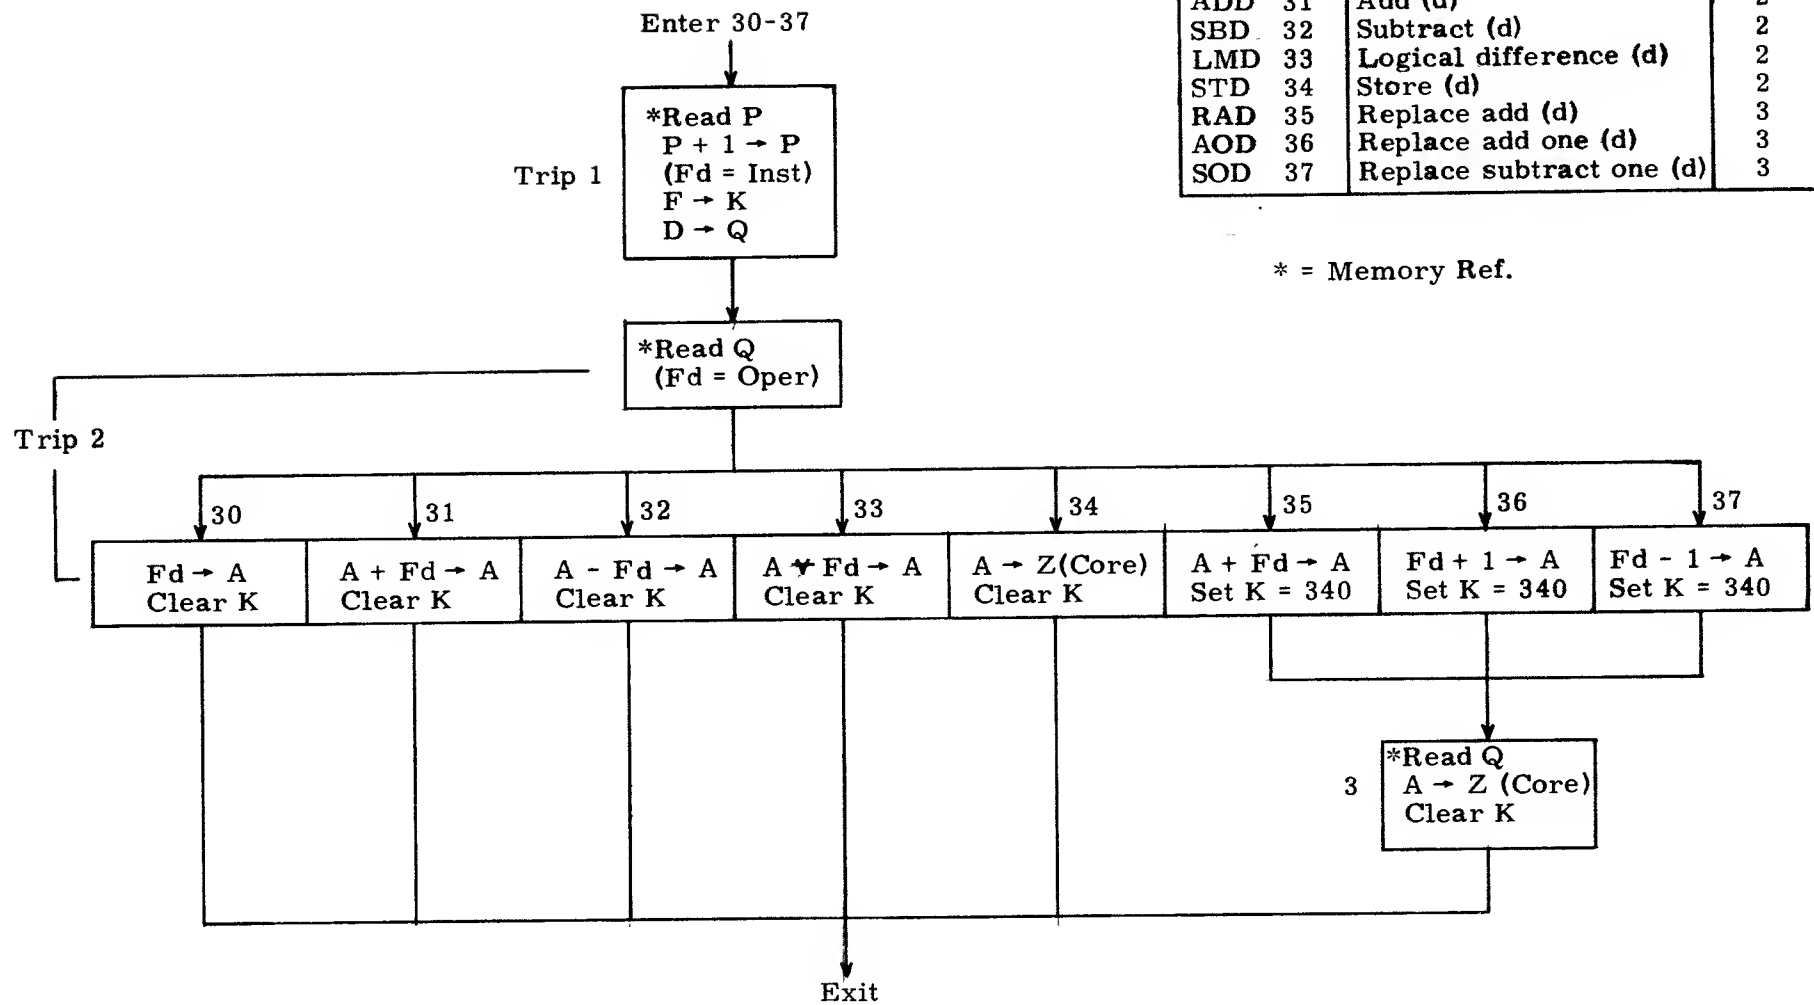 Enter 30-37
ADD 31 Add (d) 2
SBD 32 Subtract (d) 2
LMD 33 Logical difference (d) 2
STD 34 Store (d) 2
RAD 35 Replace add (d) 3
AOD 36 Replace add one (d) 3
SOD 37 Replace subtract one (d) 3
* = Memory Ref.
Trip 1
*Read P
P + 1 → P
(Fd = Inst)
F → K
D → Q
*Read Q
(Fd = Oper)
Trip 2
30 31 32 33 34 35 36 37
Fd → A
Clear K
A + Fd → A
Clear K
A - Fd → A
Clear K
A ⊻ Fd → A
Clear K
A → Z(Core)
Clear K
A + Fd → A
Set K = 340
Fd + 1 → A
Set K = 340
Fd - 1 → A
Set K = 340
3
*Read Q
A → Z (Core)
Clear K
Exit